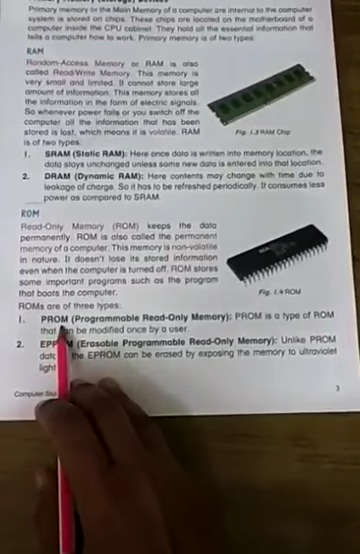 Primary memory or the Main Memory of a computer are internal to the computer
system is stored on chips. These chips are located on the motherboard of a
computer inside the CPU cabinet. They hold all the essential information that
tells a computer how to work. Primary memory is of two types:
RAM
Random-Access Memory or RAM is also
called Read/Write Memory. This memory is
very small and limited. It cannot store large
amount of information. This memory stores all
the information in the form of electric signals.
So whenever power fails or you switch off the
computer all the information that has been
stored is lost, which means it is volatile. RAM
is of two types:
Fig. 1.3 RAM Chip
1. SRAM (Static RAM): Here once data is written into memory location, the
data stays unchanged unless some new data is entered into that location.
2. DRAM (Dynamic RAM): Here contents may change with time due to
leakage of charge. So it has to be refreshed periodically. It consumes less
power as compared to SRAM.
ROM
Read-Only Memory (ROM) keeps the data
permanently. ROM is also called the permanent
memory of a computer. This memory is non-volatile
in nature. It doesn't lose its stored information
even when the computer is turned off. ROM stores
some important programs such as the program
that boots the computer.
Fig. 1.4 ROM
ROMs are of three types:
1. PROM (Programmable Read-Only Memory): PROM is a type of ROM
that can be modified once by a user.
2. EPROM (Erasable Programmable Read-Only Memory): Unlike PROM
the EPROM can be erased by exposing the memory to ultraviolet
light
3
Computer